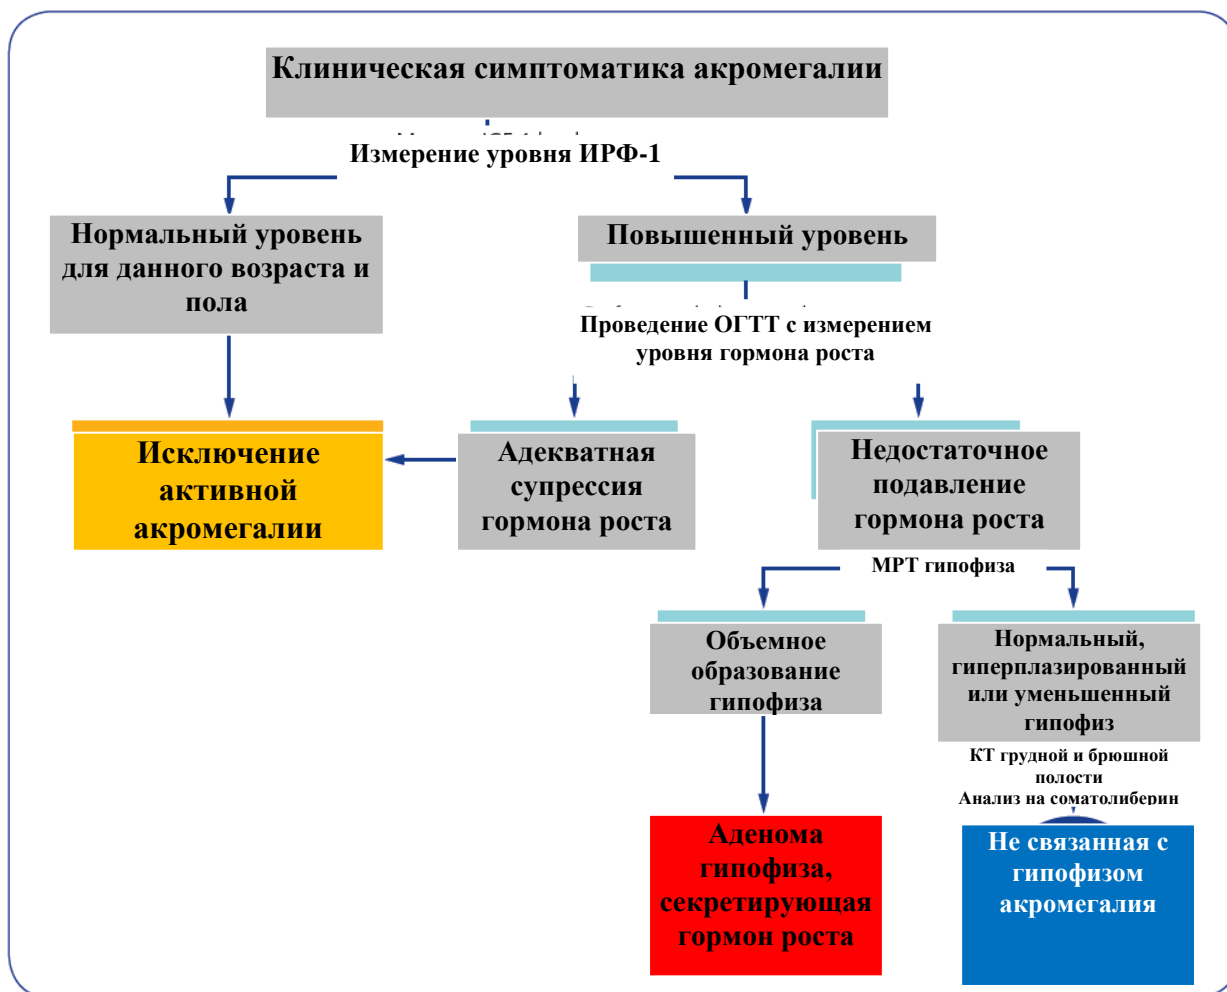 Клиническая симптоматика акромегалии
Измерение уровня ИРФ-1
Нормальный уровень
для данного возраста и
пола
Повышенный уровень
Проведение ОГТТ с измерением
уровня гормона роста
Исключение
активной
акромегалии
Адекватная
супрессия
гормона роста
Недостаточное
подавление
гормона роста
МРТ гипофиза
Объемное
образование
гипофиза
Нормальный,
гиперплазированный
или уменьшенный
гипофиз
КТ грудной и брюшной
полости
Анализ на соматолиберин
Аденома
гипофиза,
секретирующая
гормон роста
Не связанная с
гипофизом
акромегалия